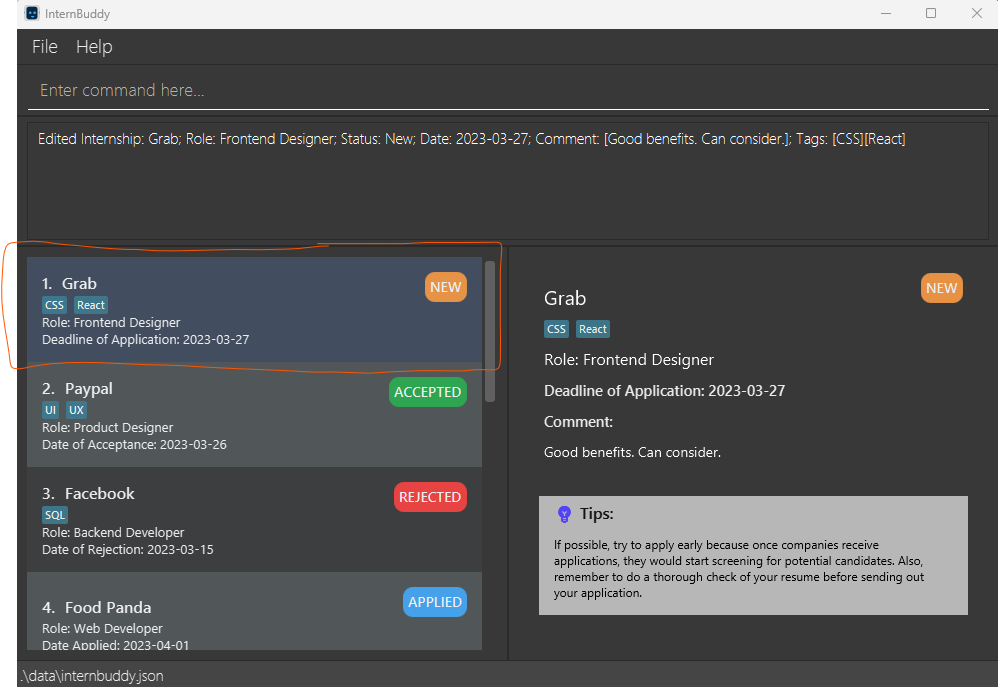 InternBuddy
File Help
Enter command here...
Edited Internship: Grab; Role: Frontend Designer; Status: New; Date: 2023-03-27; Comment: [Good benefits. Can consider.]; Tags: [CSS][React]
1. Grab
NEW
CSS React
Role: Frontend Designer
Deadline of Application: 2023-03-27
2. Paypal
ACCEPTED
UI UX
Role: Product Designer
Date of Acceptance: 2023-03-26
3. Facebook
REJECTED
SQL
Role: Backend Developer
Date of Rejection: 2023-03-15
4. Food Panda
APPLIED
Role: Web Developer
Date Applied: 2023-04-01
Grab
NEW
CSS React
Role: Frontend Designer
Deadline of Application: 2023-03-27
Comment:
Good benefits. Can consider.
Tips:
If possible, try to apply early because once companies receive
applications, they would start screening for potential candidates. Also,
remember to do a thorough check of your resume before sending out
your application.
.\data\internbuddy.json